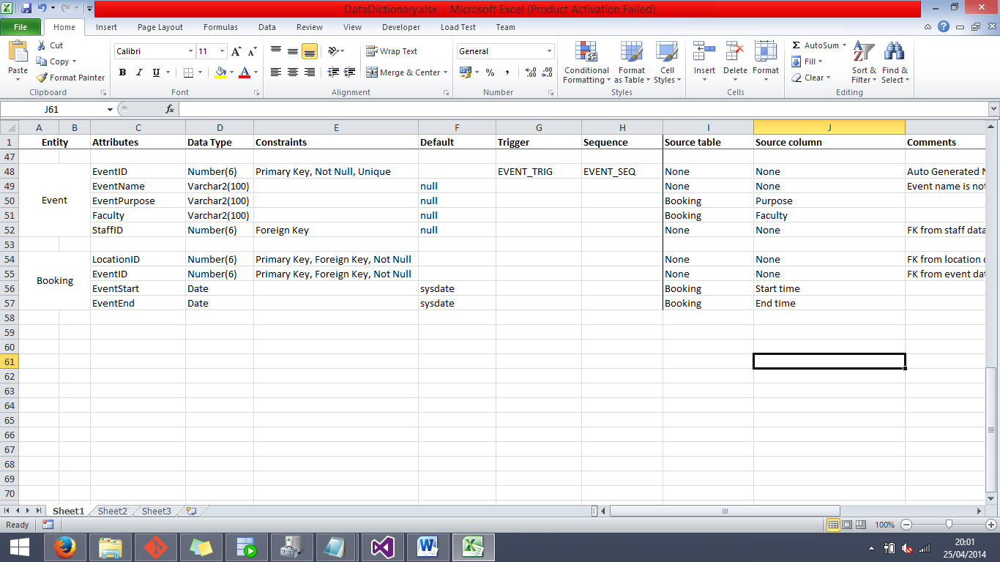 DataDictionary.xlsx - Microsoft Excel (Product Activation Failed)
File Home Insert Page Layout Formulas Data Review View Developer Load Test Team
Paste Cut Copy Format Painter Clipboard
Calibri 11 B I U Font
Wrap Text Merge & Center Alignment
General % , Number
Conditional Formatting Format as Table Cell Styles Styles
Insert Delete Format Cells
AutoSum Fill Clear Sort & Filter Find & Select Editing
J61 fx
A B C D E F G H I J
1 Entity Attributes Data Type Constraints Default Trigger Sequence Source table Source column Comments
47
48 EventID Number(6) Primary Key, Not Null, Unique EVENT_TRIG EVENT_SEQ None None Auto Generated N
49 EventName Varchar2(100) null None None Event name is not
50 Event EventPurpose Varchar2(100) null Booking Purpose
51 Faculty Varchar2(100) null Booking Faculty
52 StaffID Number(6) Foreign Key null None None FK from staff data
53
54 LocationID Number(6) Primary Key, Foreign Key, Not Null None None FK from location
55 EventID Number(6) Primary Key, Foreign Key, Not Null None None FK from event dat
Booking
56 EventStart Date sysdate Booking Start time
57 EventEnd Date sysdate Booking End time
58
59
60
61
62
63
64
65
66
67
68
69
70
Sheet1 Sheet2 Sheet3
Ready 100%
20:01
25/04/2014